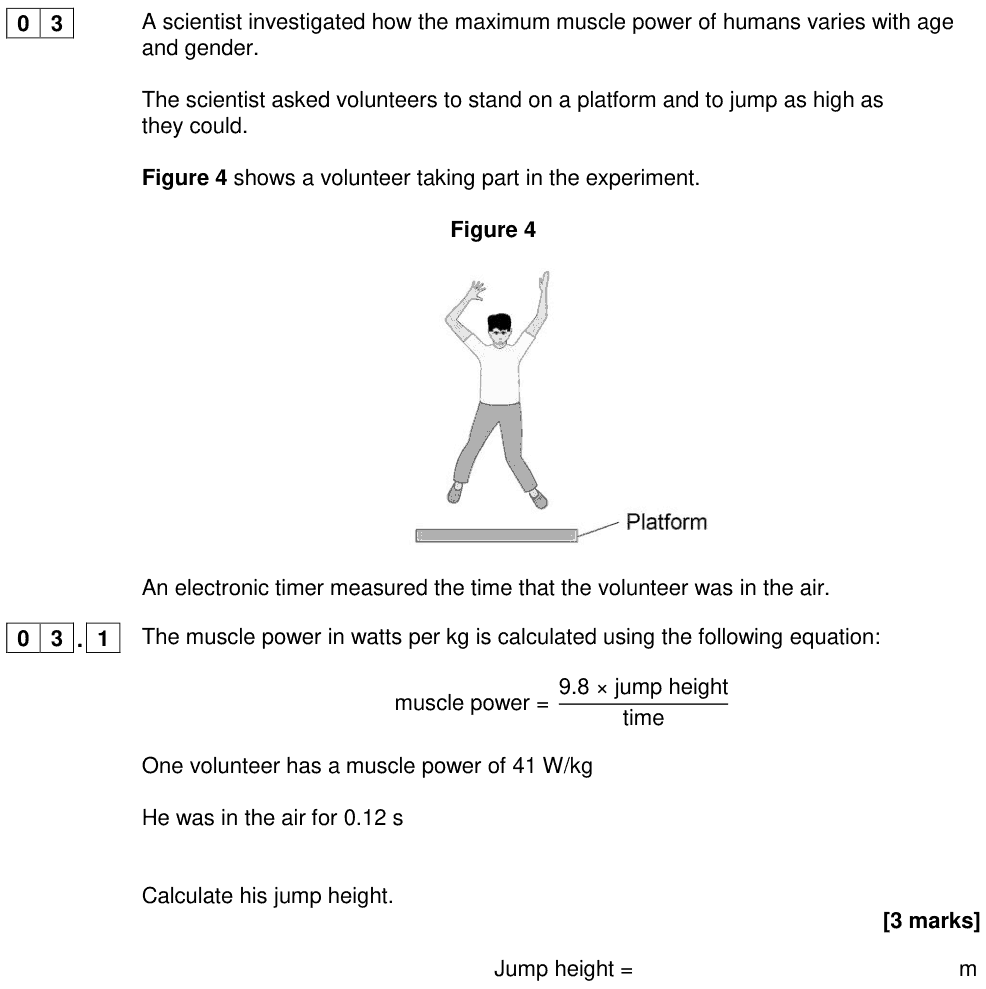 0 3 A scientist investigated how the maximum muscle power of humans varies with age
and gender.
The scientist asked volunteers to stand on a platform and to jump as high as
they could.
Figure 4 shows a volunteer taking part in the experiment.
Figure 4
Platform
An electronic timer measured the time that the volunteer was in the air.
0 3 . 1 The muscle power in watts per kg is calculated using the following equation:
muscle power = 9.8 × jump height
time
One volunteer has a muscle power of 41 W/kg
He was in the air for 0.12 s
Calculate his jump height.
[3 marks]
Jump height = m